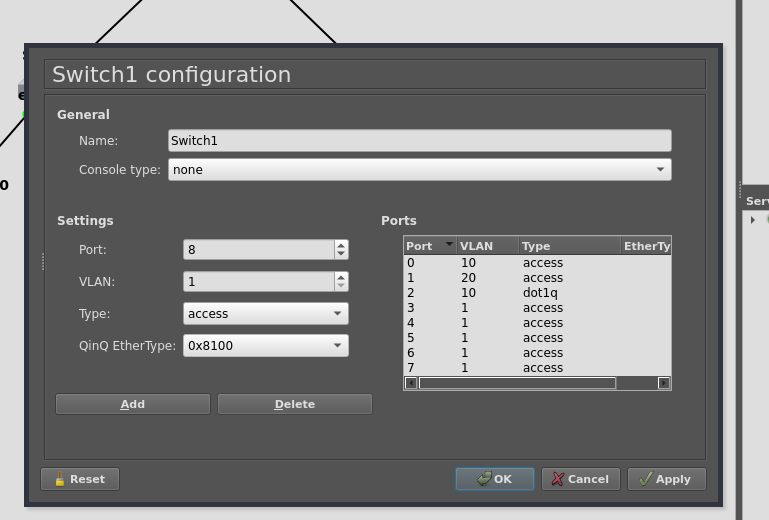 Switch1 configuration
General
Name: Switch1
Console type: none
Settings
Port: 8
VLAN: 1
Type: access
QinQ EtherType: 0x8100
Add Delete
Ports
Port VLAN Type EtherTy
0 10 access
1 20 access
2 10 dot1q
3 1 access
4 1 access
5 1 access
6 1 access
7 1 access
Reset OK Cancel Apply
0
Serv